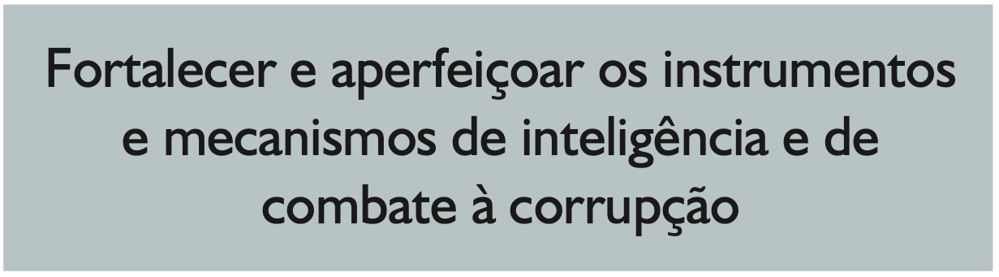 Fortalecer e aperfeiçoar os instrumentos
e mecanismos de inteligência e de
combate à corrupção